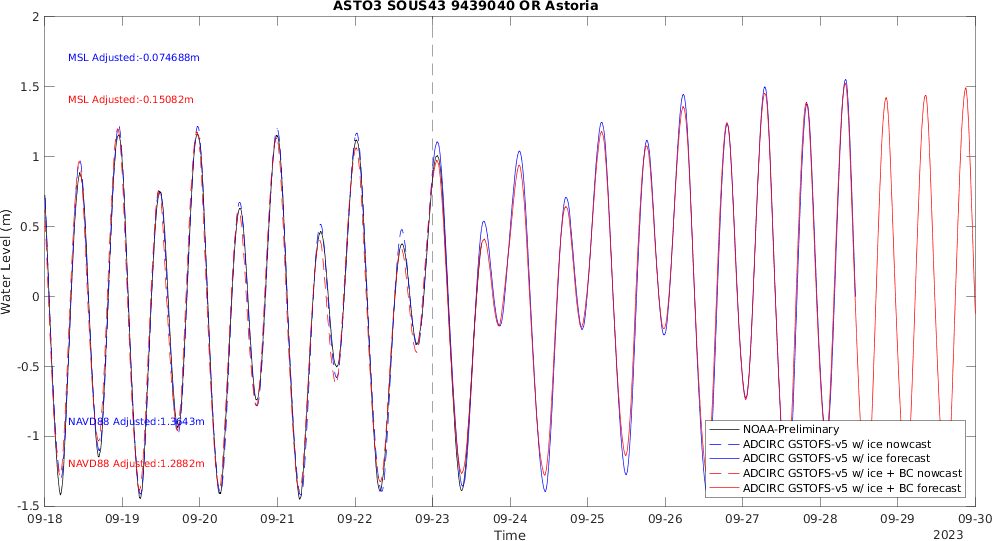 ASTO3 SOUS43 9439040 OR Astoria
Water Level (m)
2
1.5
1
0.5
0
-0.5
-1
-1.5
MSL Adjusted:-0.074688m
MSL Adjusted:-0.15082m
NAVD88 Adjusted:1.3643m
NAVD88 Adjusted:1.2882m
NOAA-Preliminary
ADCIRC GSTOFS-v5 w/ ice nowcast
ADCIRC GSTOFS-v5 w/ ice forecast
ADCIRC GSTOFS-v5 w/ ice + BC nowcast
ADCIRC GSTOFS-v5 w/ ice + BC forecast
09-18 09-19 09-20 09-21 09-22 09-23 09-24 09-25 09-26 09-27 09-28 09-29 09-30
Time
2023